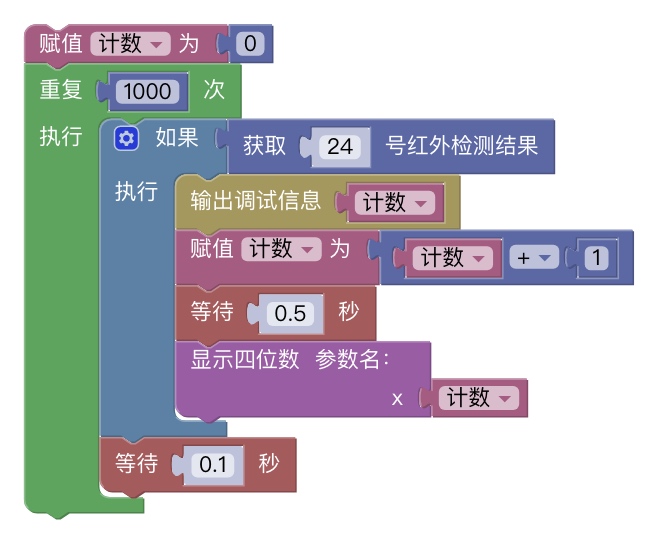 赋值 计数 为 0
重复 1000 次
执行 如果 获取 24 号红外检测结果
执行 输出调试信息 计数
赋值 计数 为 计数 + 1
等待 0.5 秒
显示四位数 参数名:
x 计数
等待 0.1 秒